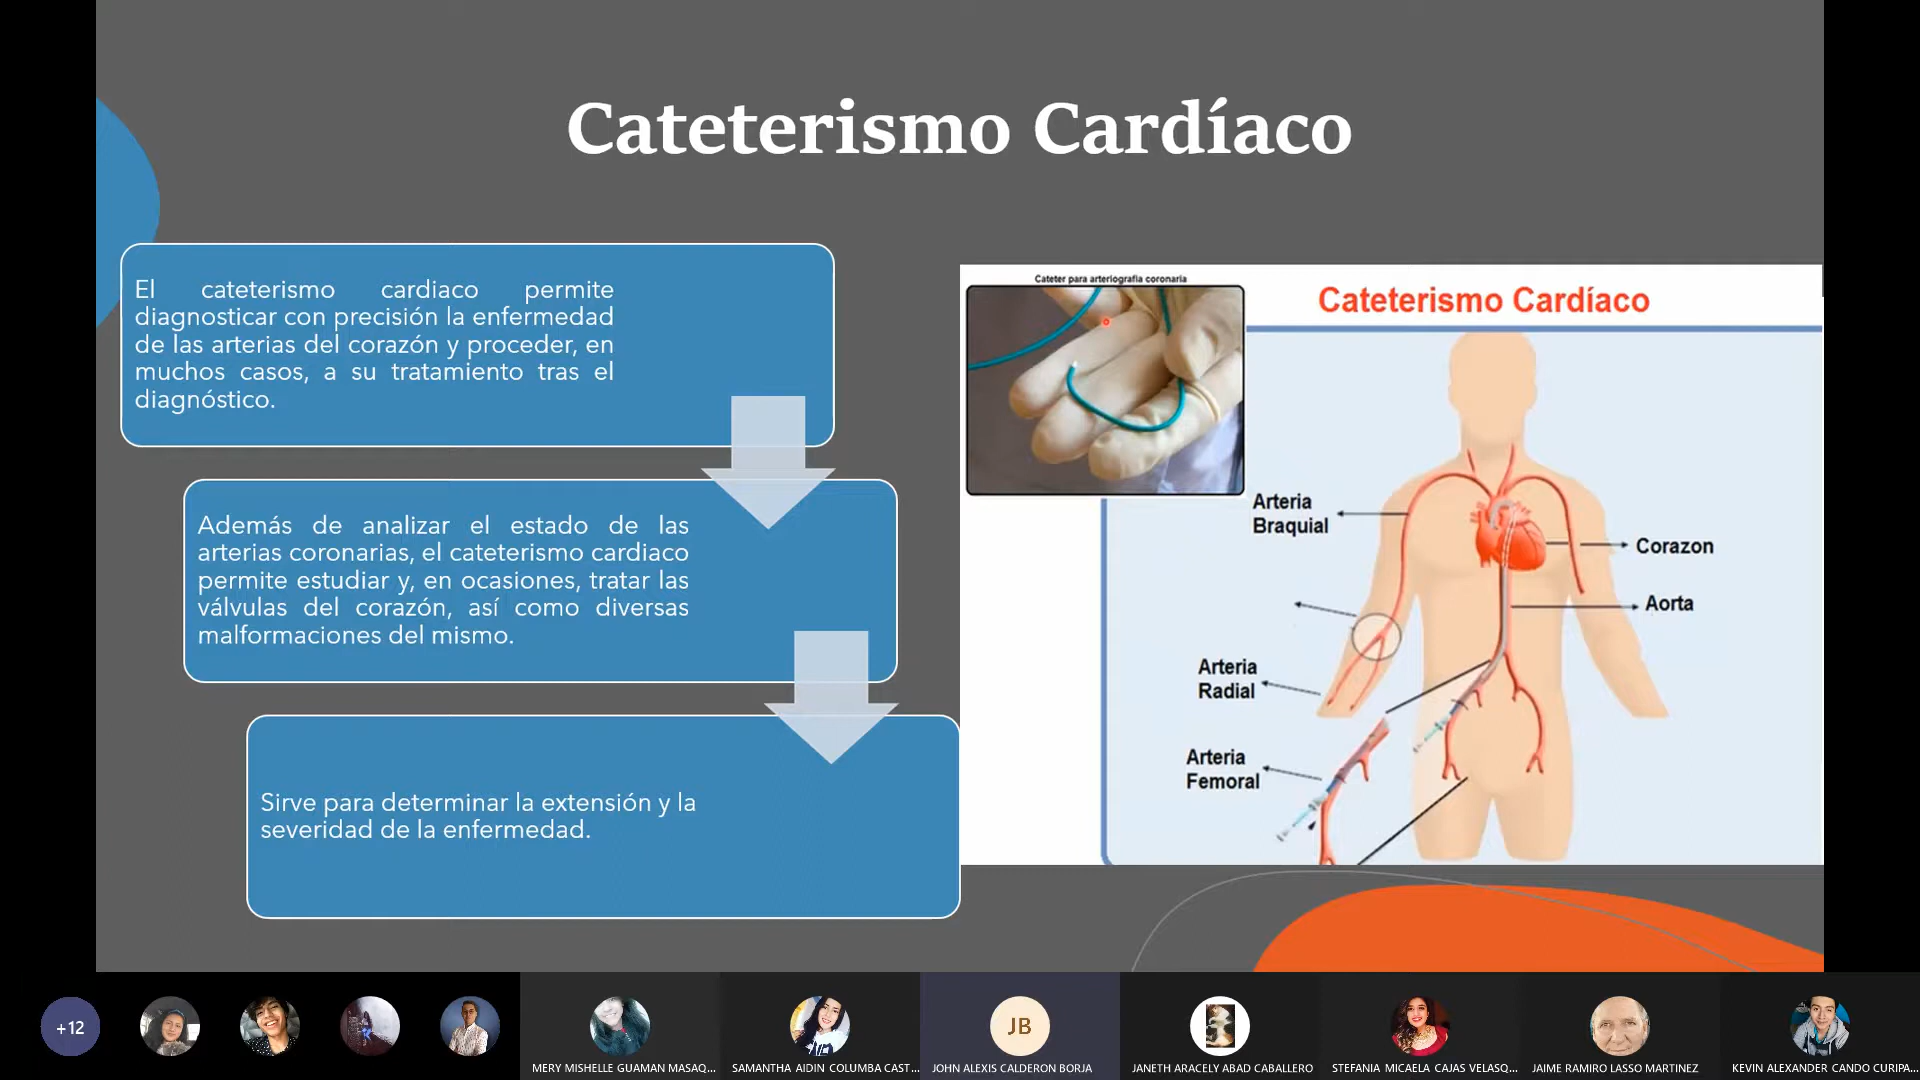 Cateterismo Cardíaco
El cateterismo cardiaco permite
diagnosticar con precisión la enfermedad
de las arterias del corazón y proceder, en
muchos casos, a su tratamiento tras el
diagnóstico.
Además de analizar el estado de las
arterias coronarias, el cateterismo cardiaco
permite estudiar y, en ocasiones, tratar las
válvulas del corazón, así como diversas
malformaciones del mismo.
Sirve para determinar la extensión y la
severidad de la enfermedad.
Cateter para arteriografia coronaria
Cateterismo Cardíaco
Arteria
Braquial
Corazon
Aorta
Arteria
Radial
Arteria
Femoral
+12
JB
MERY MISHELLE GUAMAN MASAQ...
SAMANTHA AIDIN COLUMBA CAST...
JOHN ALEXIS CALDERON BORJA
JANETH ARACELY ABAD CABALLERO
STEFANIA MICAELA CAJAS VELASQ...
JAIME RAMIRO LASSO MARTINEZ
KEVIN ALEXANDER CANDO CURIPA...